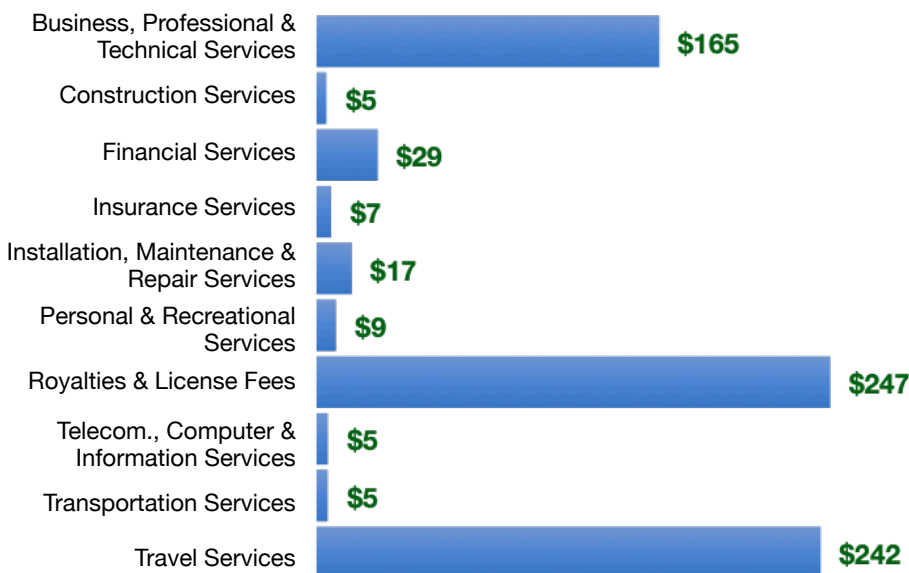 Business, Professional &
Technical Services
$165
Construction Services
$5
Financial Services
$29
Insurance Services
$7
Installation, Maintenance &
Repair Services
$17
Personal & Recreational
Services
$9
Royalties & License Fees
$247
Telecom., Computer &
Information Services
$5
Transportation Services
$5
Travel Services
$242